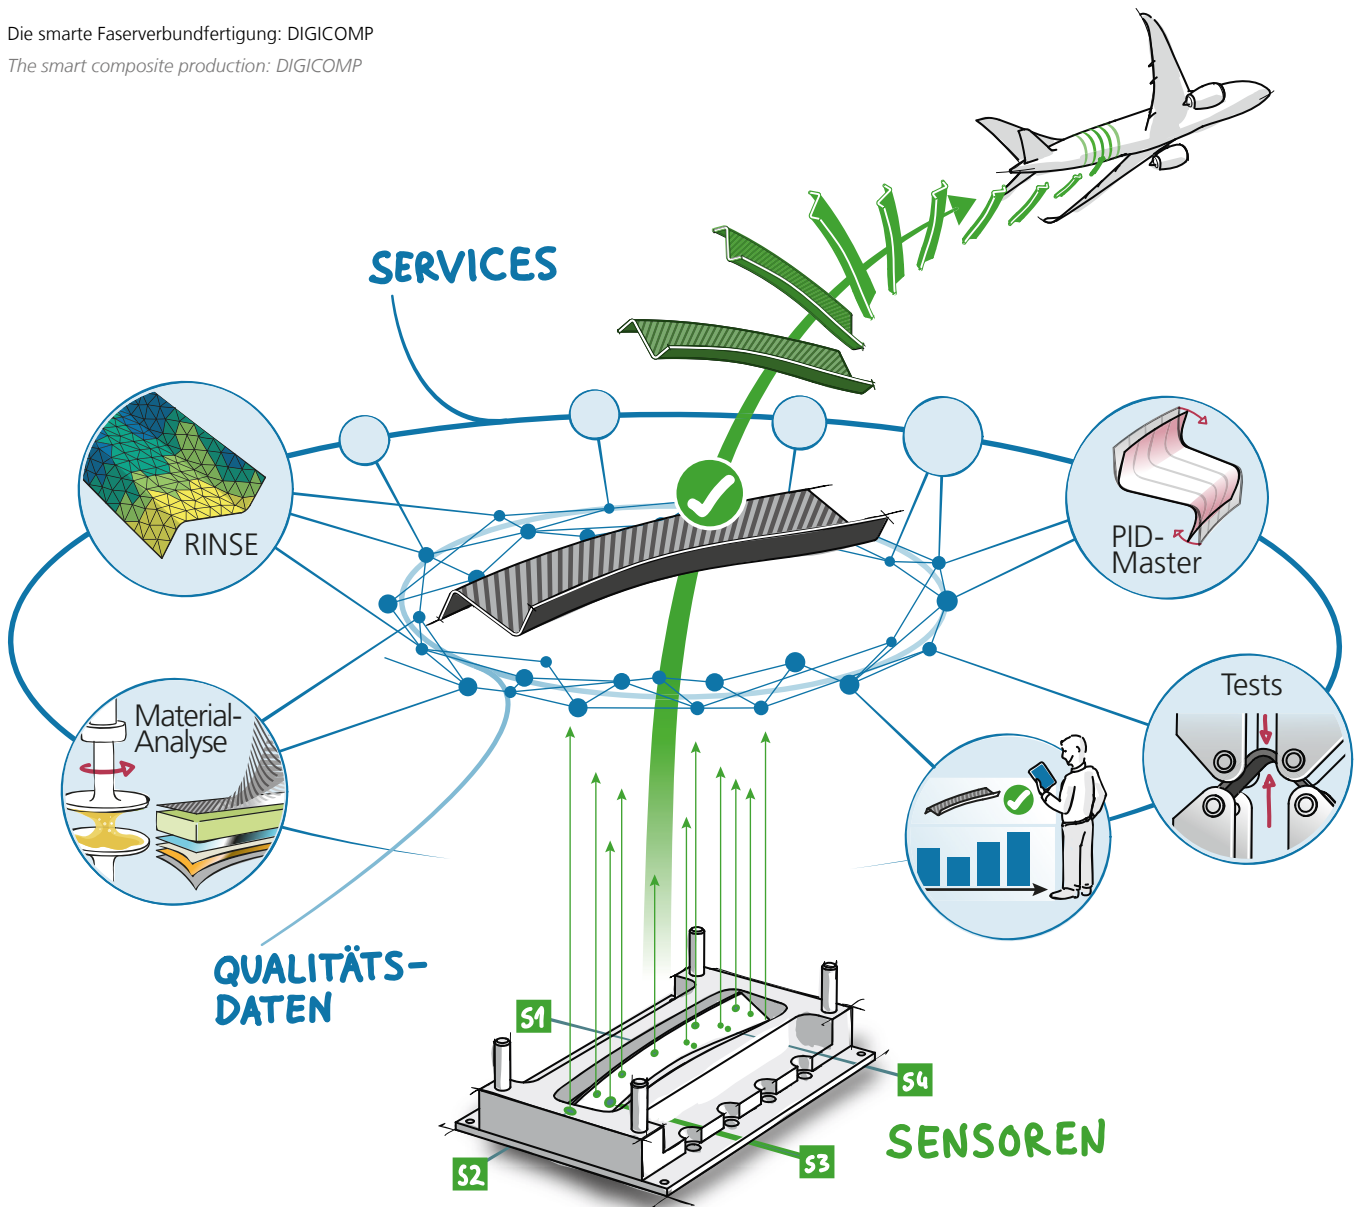 Die smarte Faserverbundfertigung: DIGICOMP
The smart composite production: DIGICOMP
SERVICES
RINSE
PID-
Master
Material-
Analyse
Tests
QUALITÄTS-
DATEN
S1
S4
SENSOREN
S3
S2